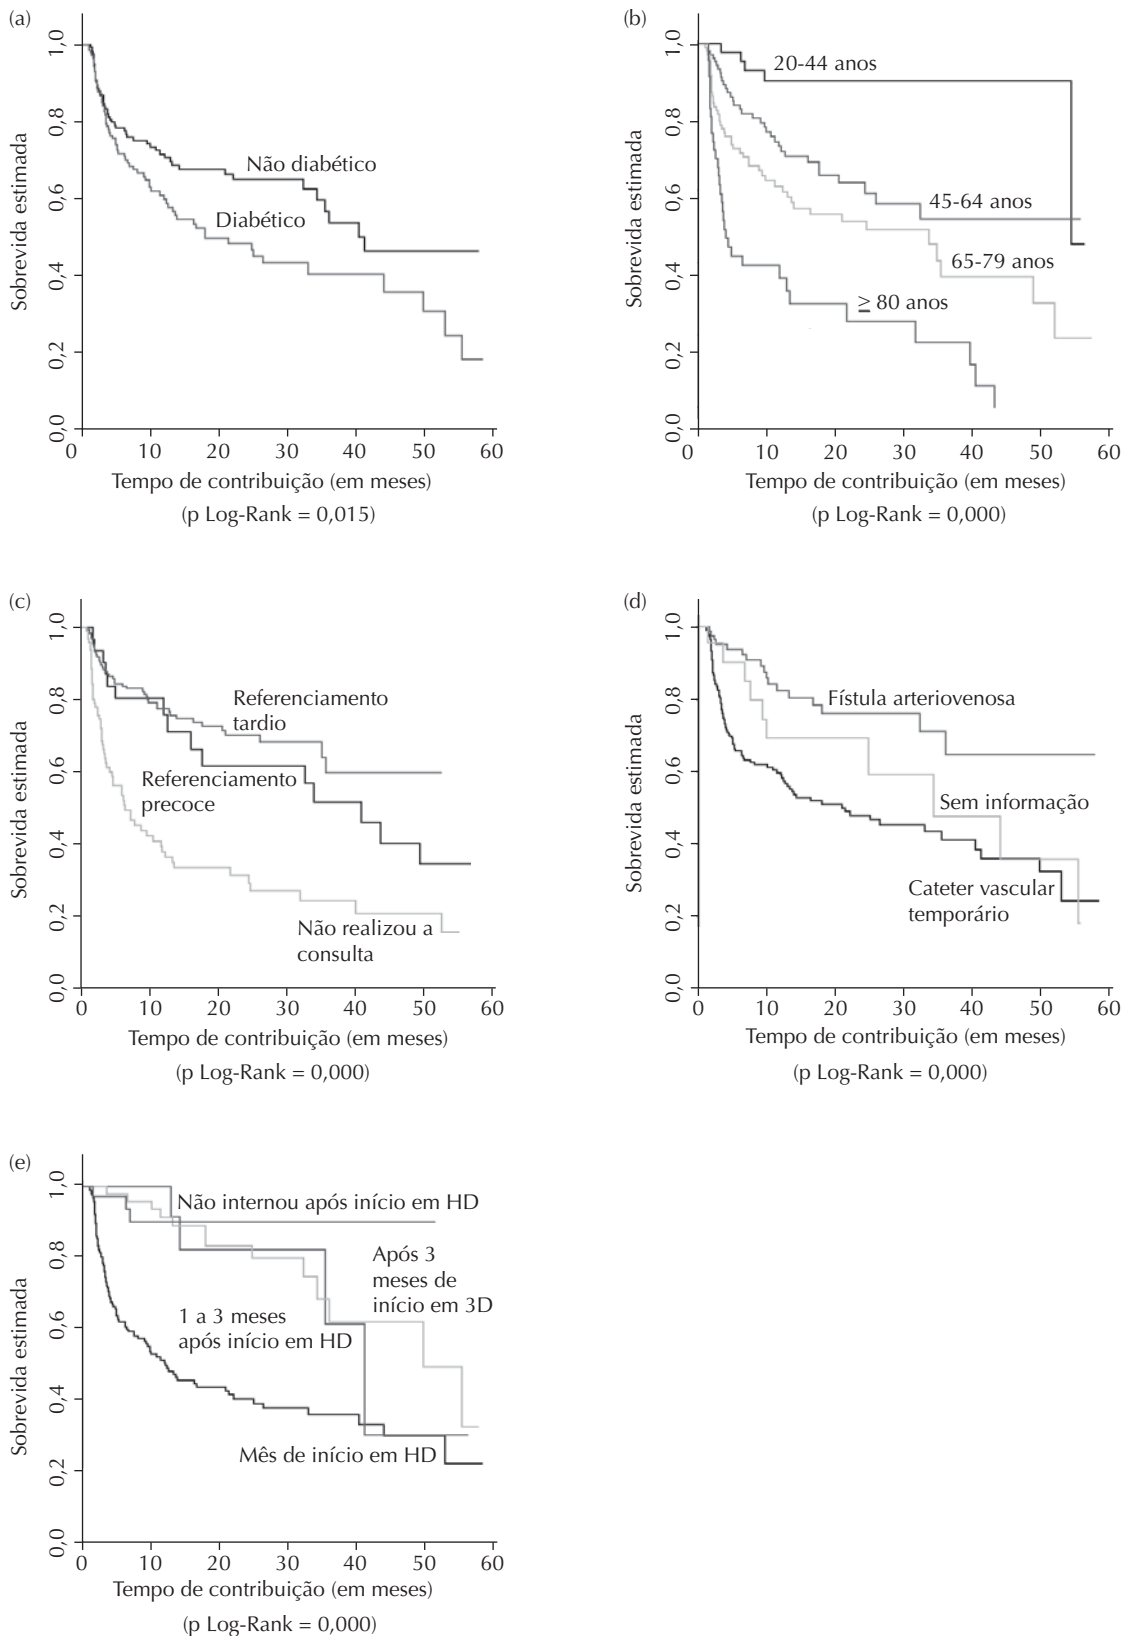 (a)
Sobrevida estimada
1,0
0,8
0,6
0,4
0,2
0,0
Não diabético
Diabético
0 10 20 30 40 50 60
Tempo de contribuição (em meses)
(p Log-Rank = 0,015)
(b)
Sobrevida estimada
1,0
0,8
0,6
0,4
0,2
0,0
20-44 anos
45-64 anos
65-79 anos
≥ 80 anos
0 10 20 30 40 50 60
Tempo de contribuição (em meses)
(p Log-Rank = 0,000)
(c)
Sobrevida estimada
1,0
0,8
0,6
0,4
0,2
0,0
Referenciamento
tardio
Referenciamento
precoce
Não realizou a
consulta
0 10 20 30 40 50 60
Tempo de contribuição (em meses)
(p Log-Rank = 0,000)
(d)
Sobrevida estimada
1,0
0,8
0,6
0,4
0,2
0,0
Fístula arteriovenosa
Sem informação
Cateter vascular
temporário
0 10 20 30 40 50 60
Tempo de contribuição (em meses)
(p Log-Rank = 0,000)
(e)
Sobrevida estimada
1,0
0,8
0,6
0,4
0,2
0,0
Não internou após início em HD
Após 3
meses de
início em 3D
1 a 3 meses
após início em HD
Mês de início em HD
0 10 20 30 40 50 60
Tempo de contribuição (em meses)
(p Log-Rank = 0,000)